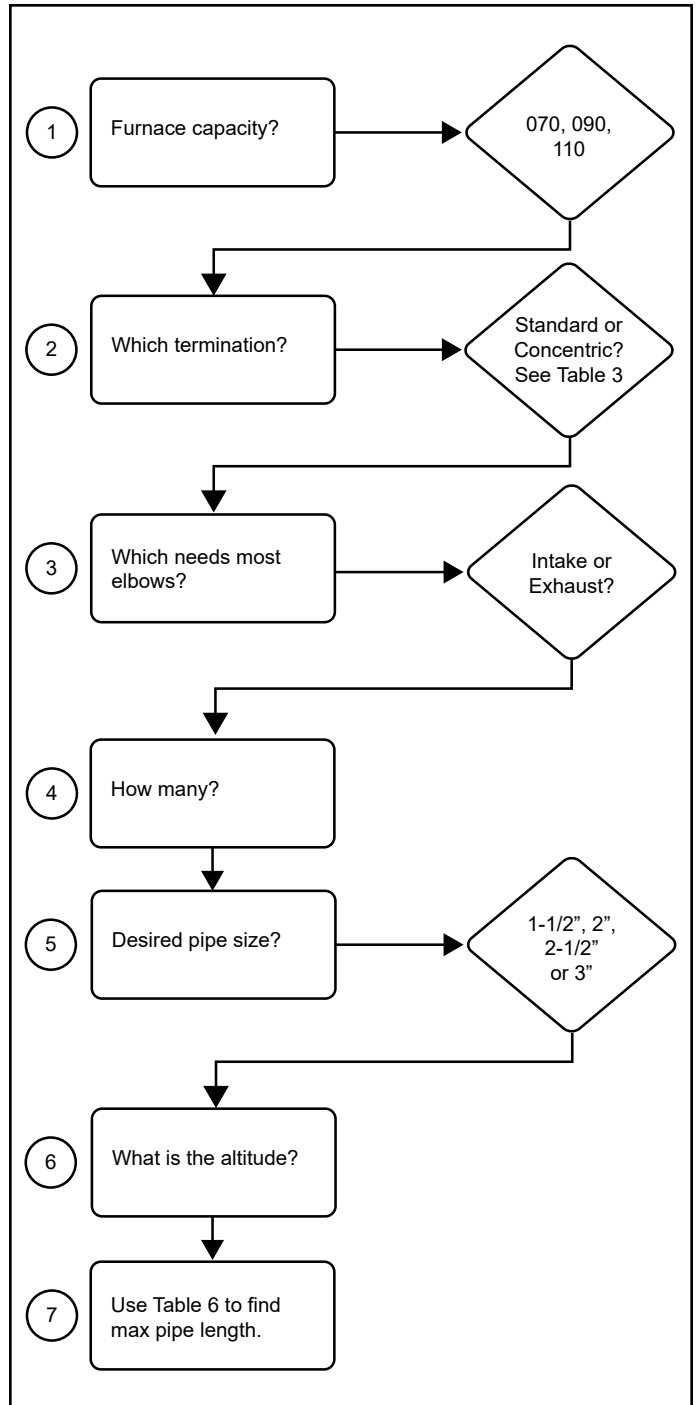 1
Furnace capacity?
070, 090,
110
2
Which termination?
Standard or
Concentric?
See Table 3
3
Which needs most
elbows?
Intake or
Exhaust?
4
How many?
5
Desired pipe size?
1-1/2”, 2”,
2-1/2”
or 3”
6
What is the altitude?
7
Use Table 6 to find
max pipe length.